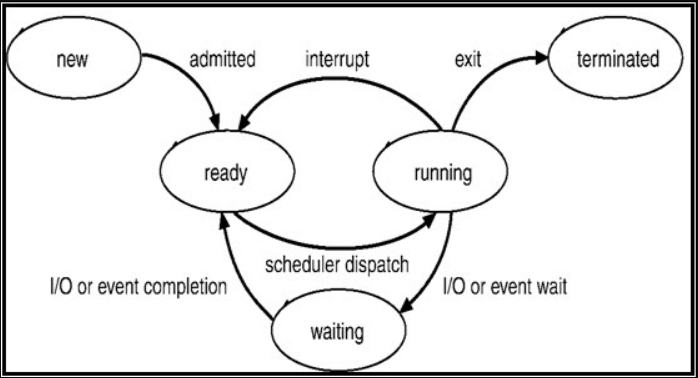 new
admitted
interrupt
exit
terminated
ready
running
scheduler dispatch
I/O or event completion
I/O or event wait
waiting